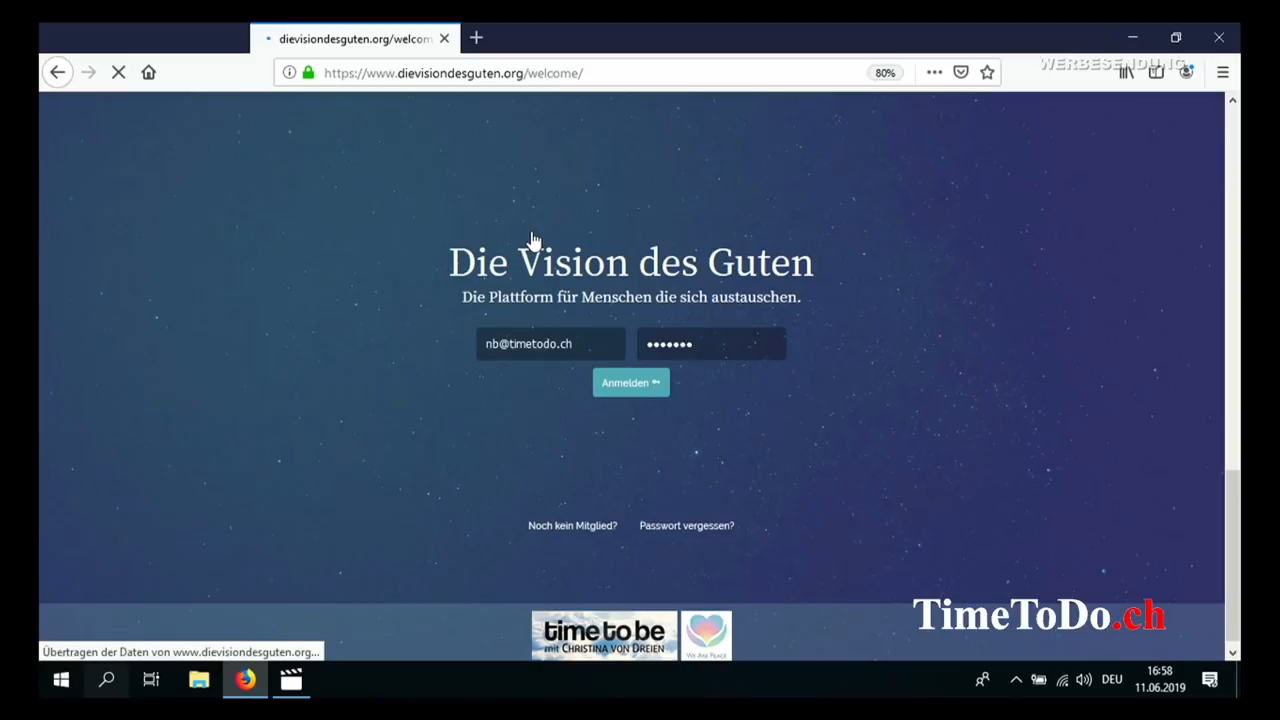 dievisiondesguten.org/welcom
https://www.dievisiondesguten.org/welcome/
80%
WERBESENDUNG
Die Vision des Guten
Die Plattform für Menschen die sich austauschen.
nb@timetodo.ch
•••••••
Anmelden
Noch kein Mitglied?
Passwort vergessen?
TimeToDo.ch
time to be
mit CHRISTINA VON DREIEN
WE ARE PEACE
Übertragen der Daten von www.dievisiondesguten.org...
DEU
16:58
11.06.2019